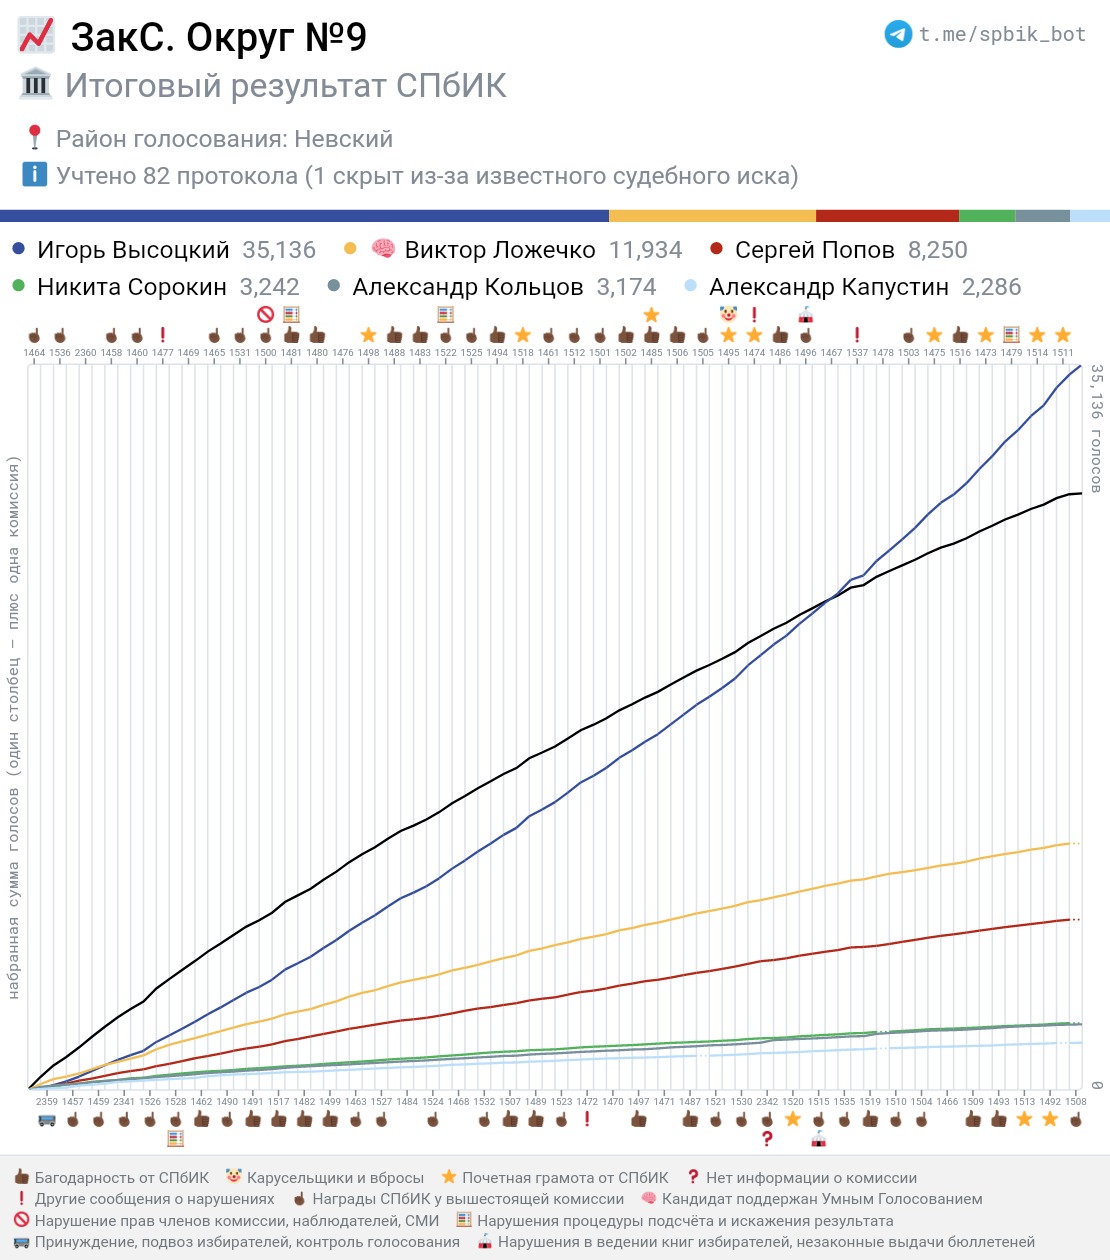 ЗакС. Округ №9
t.me/spbik_bot
Итоговый результат СПбИК
Район голосования: Невский
Учтено 82 протокола (1 скрыт из-за известного судебного иска)
Игорь Высоцкий 35,136 Виктор Ложечко 11,934 Сергей Попов 8,250
Никита Сорокин 3,242 Александр Кольцов 3,174 Александр Капустин 2,286
1464 1536 2360 1458 1460 1477 1469 1465 1531 1500 1481 1480 1476 1498 1488 1483 1522 1525 1494 1518 1461 1512 1501 1502 1485 1506 1505 1495 1474 1486 1496 1467 1537 1478 1503 1475 1516 1473 1479 1514 1511
35,136 голосов
набранная сумма голосов (один столбец — плюс одна комиссия)
0
2359 1457 1459 2341 1526 1528 1462 1490 1491 1517 1482 1499 1463 1527 1484 1524 1468 1532 1507 1489 1523 1472 1470 1497 1471 1487 1521 1530 2342 1520 1515 1535 1519 1510 1504 1466 1509 1493 1513 1492 1508
Багодарность от СПбИК Карусельщики и вбросы Почетная грамота от СПбИК Нет информации о комиссии
Другие сообщения о нарушениях Награды СПбИК у вышестоящей комиссии Кандидат поддержан Умным Голосованием
Нарушение прав членов комиссии, наблюдателей, СМИ Нарушения процедуры подсчёта и искажения результата
Принуждение, подвоз избирателей, контроль голосования Нарушения в ведении книг избирателей, незаконные выдачи бюллетеней